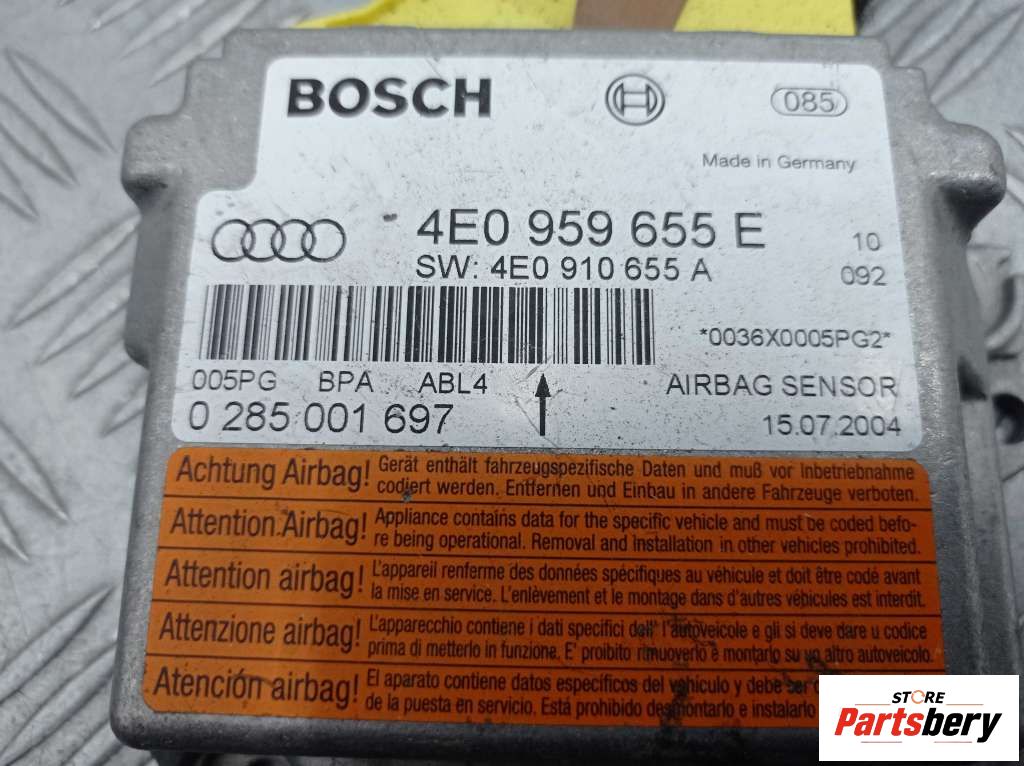 BOSCH
085
Made in Germany
4E0 959 655 E
10
SW: 4E0 910 655 A
092
*0036X0005PG2*
005PG BPA ABL4
AIRBAG SENSOR
0 285 001 697
15.07.2004
Achtung Airbag! Gerät enthält fahrzeugspezifische Daten und muß vor Inbetriebnahme
codiert werden. Entfernen und Einbau in andere Fahrzeuge verboten.
Attention Airbag! Appliance contains data for the specific vehicle and must be coded befo-
re being operational. Removal and Installation in other vehicles prohibited.
Attention airbag! L'appareil renferme des données spécifiques au véhicule et doit être codé avant
la mise en service. L'enlèvement et le montage dans d'autres véhicules est interdit.
Attenzione airbag! L'apparecchio contiene i dati specifici dell' l'autoveicole e gli si deve dare u codice
prima di metterlo in funzione. E' proibito rimuoverlo e montarlo su un altro autoveicolo.
Atención airbag! El aparato contiene datos específicos del vehículo y debe ser
de la puesta en servicio. Está prohibido desmontarlo e instalarlo
STORE
Partsbery